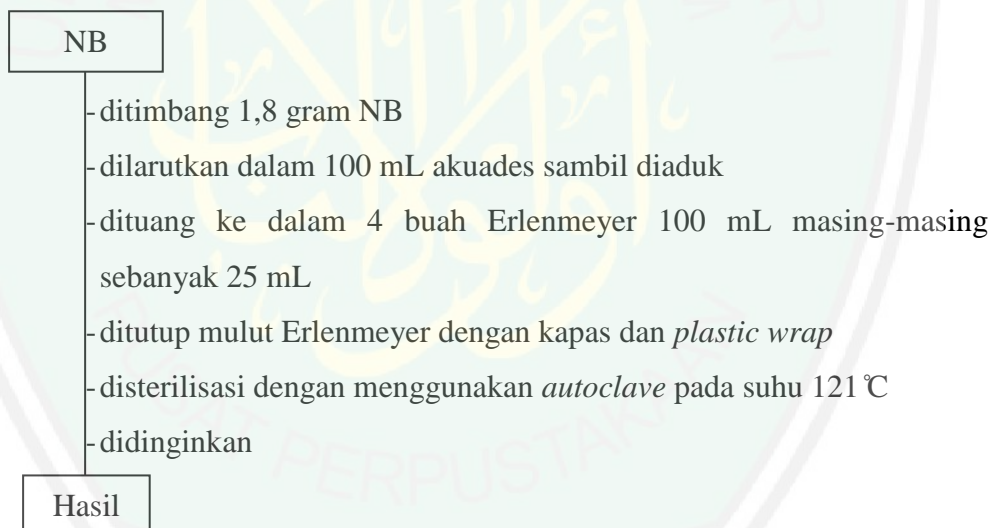 NB
- ditimbang 1,8 gram NB
- dilarutkan dalam 100 mL akuades sambil diaduk
- dituang ke dalam 4 buah Erlenmeyer 100 mL masing-masing
sebanyak 25 mL
- ditutup mulut Erlenmeyer dengan kapas dan plastic wrap
- disterilisasi dengan menggunakan autoclave pada suhu 121 ℃
- didinginkan
PUSAT PERPUSTAKAAN
Hasil